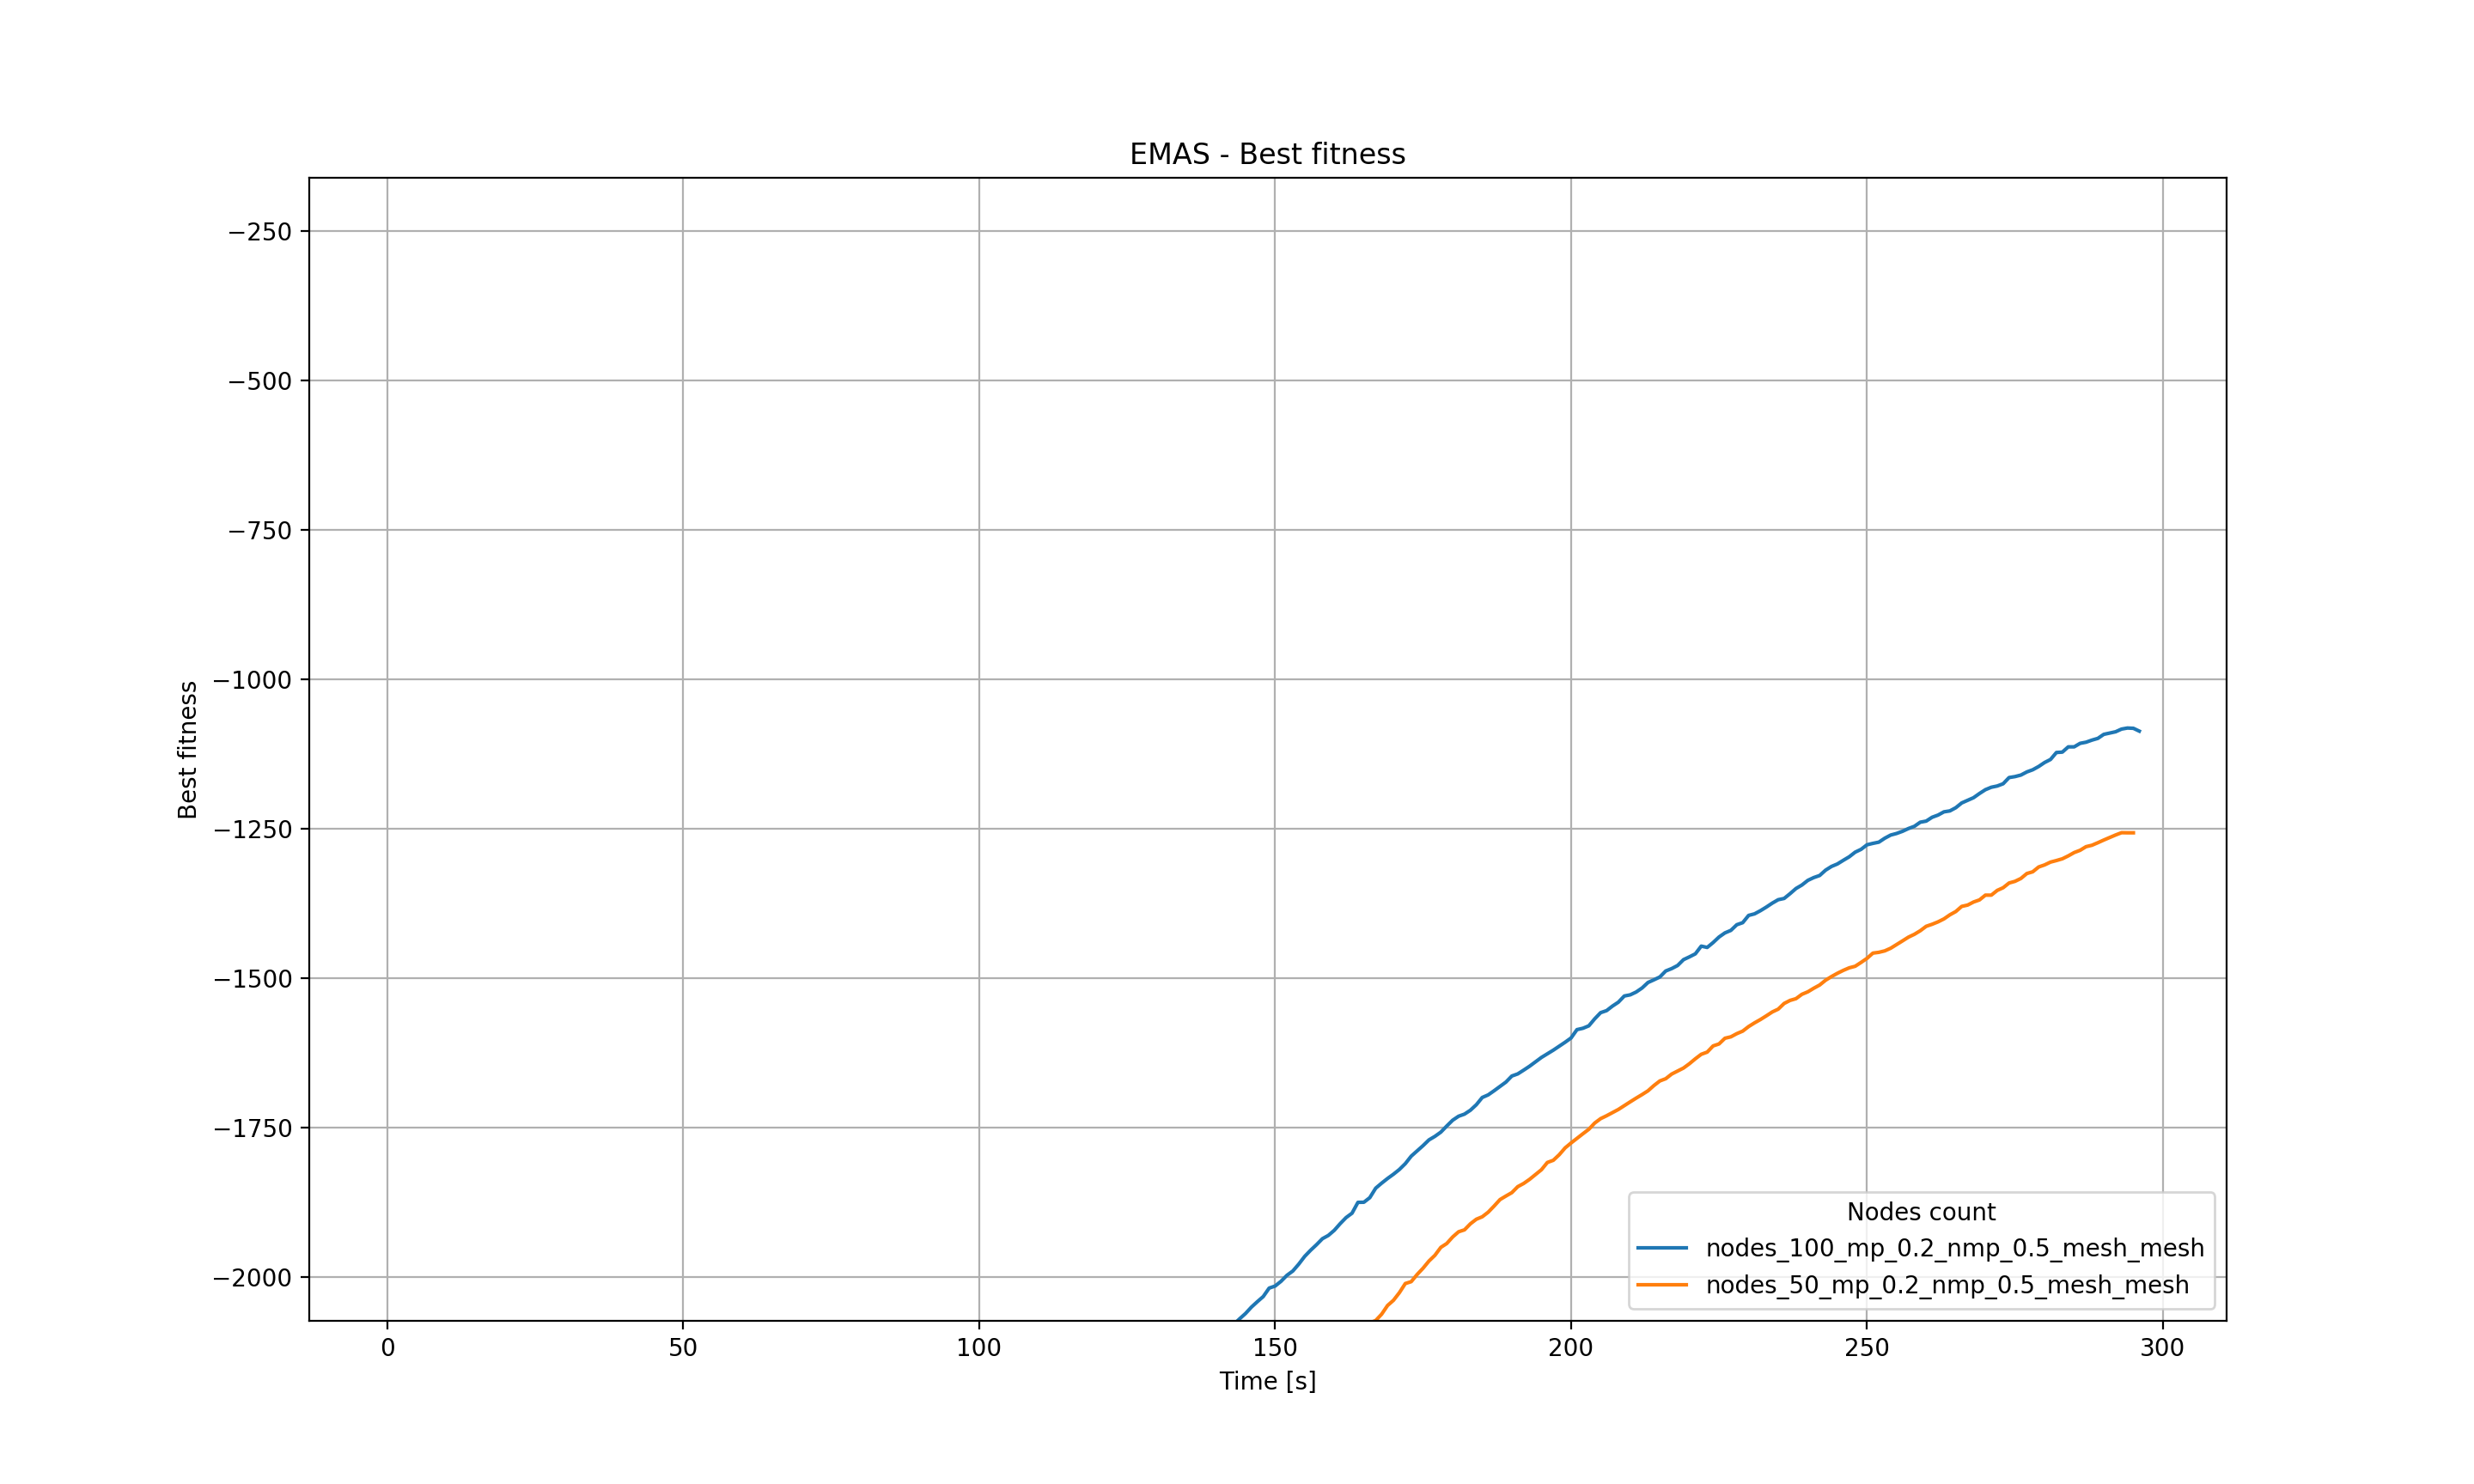 EMAS - Best fitness
−250
−500
−750
−1000
−1250
−1500
−1750
−2000
Best fitness
0 50 100 150 200 250 300
Time [s]
Nodes count
nodes_100_mp_0.2_nmp_0.5_mesh_mesh
nodes_50_mp_0.2_nmp_0.5_mesh_mesh